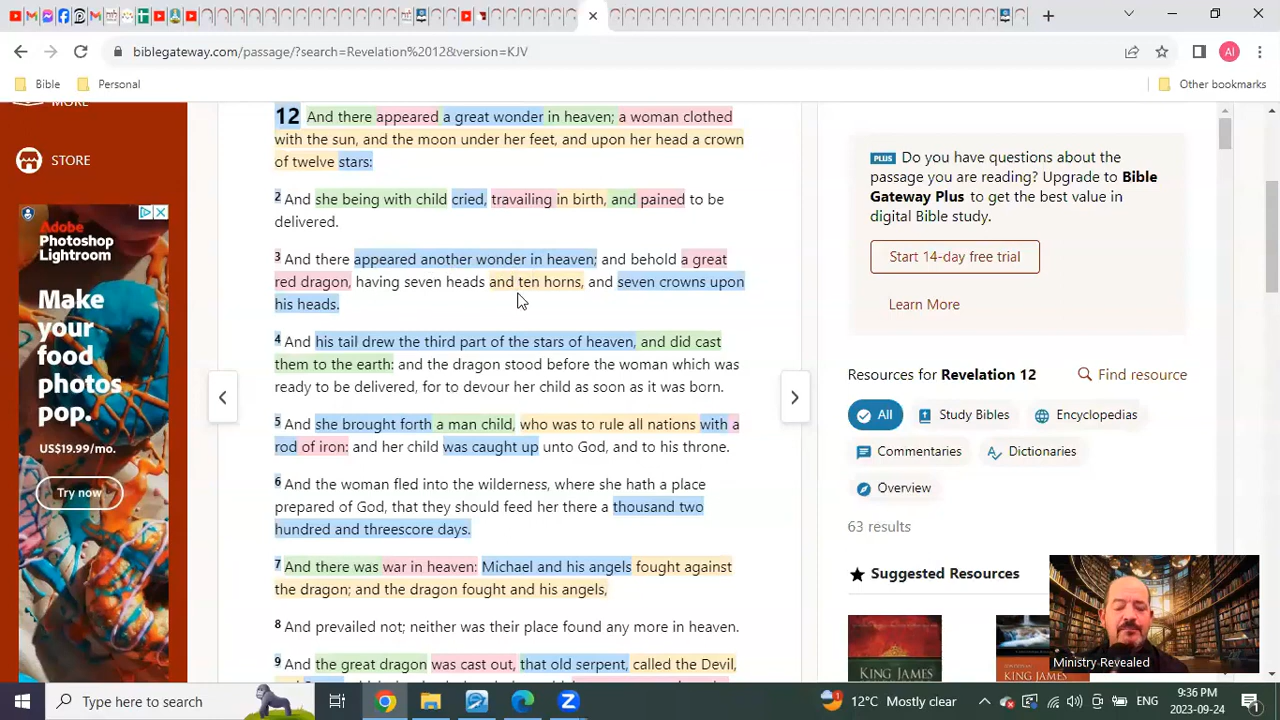 biblegateway.com/passage/?search=Revelation%2012&version=KJV
AI
Bible
Personal
Other bookmarks
MORE
STORE
Adobe
Photoshop
Lightroom
Make
your
food
photos
pop.
US$19.99/mo.
Try now
12 And there appeared a great wonder in heaven; a woman clothed
with the sun, and the moon under her feet, and upon her head a crown
of twelve stars:
2 And she being with child cried, travailing in birth, and pained to be
delivered.
3 And there appeared another wonder in heaven; and behold a great
red dragon, having seven heads and ten horns, and seven crowns upon
his heads.
4 And his tail drew the third part of the stars of heaven, and did cast
them to the earth: and the dragon stood before the woman which was
ready to be delivered, for to devour her child as soon as it was born.
5 And she brought forth a man child, who was to rule all nations with a
rod of iron: and her child was caught up unto God, and to his throne.
6 And the woman fled into the wilderness, where she hath a place
prepared of God, that they should feed her there a thousand two
hundred and threescore days.
7 And there was war in heaven: Michael and his angels fought against
the dragon; and the dragon fought and his angels,
8 And prevailed not; neither was their place found any more in heaven.
9 And the great dragon was cast out, that old serpent, called the Devil,
PLUS Do you have questions about the
passage you are reading? Upgrade to Bible
Gateway Plus to get the best value in
digital Bible study.
Start 14-day free trial
Learn More
Resources for Revelation 12
Find resource
All
Study Bibles
Encyclopedias
Commentaries
Dictionaries
Overview
63 results
Suggested Resources
KING JAMES
Ministry Revealed
Type here to search
1
12°C Mostly clear
ENG
9:36 PM
2023-09-24
1